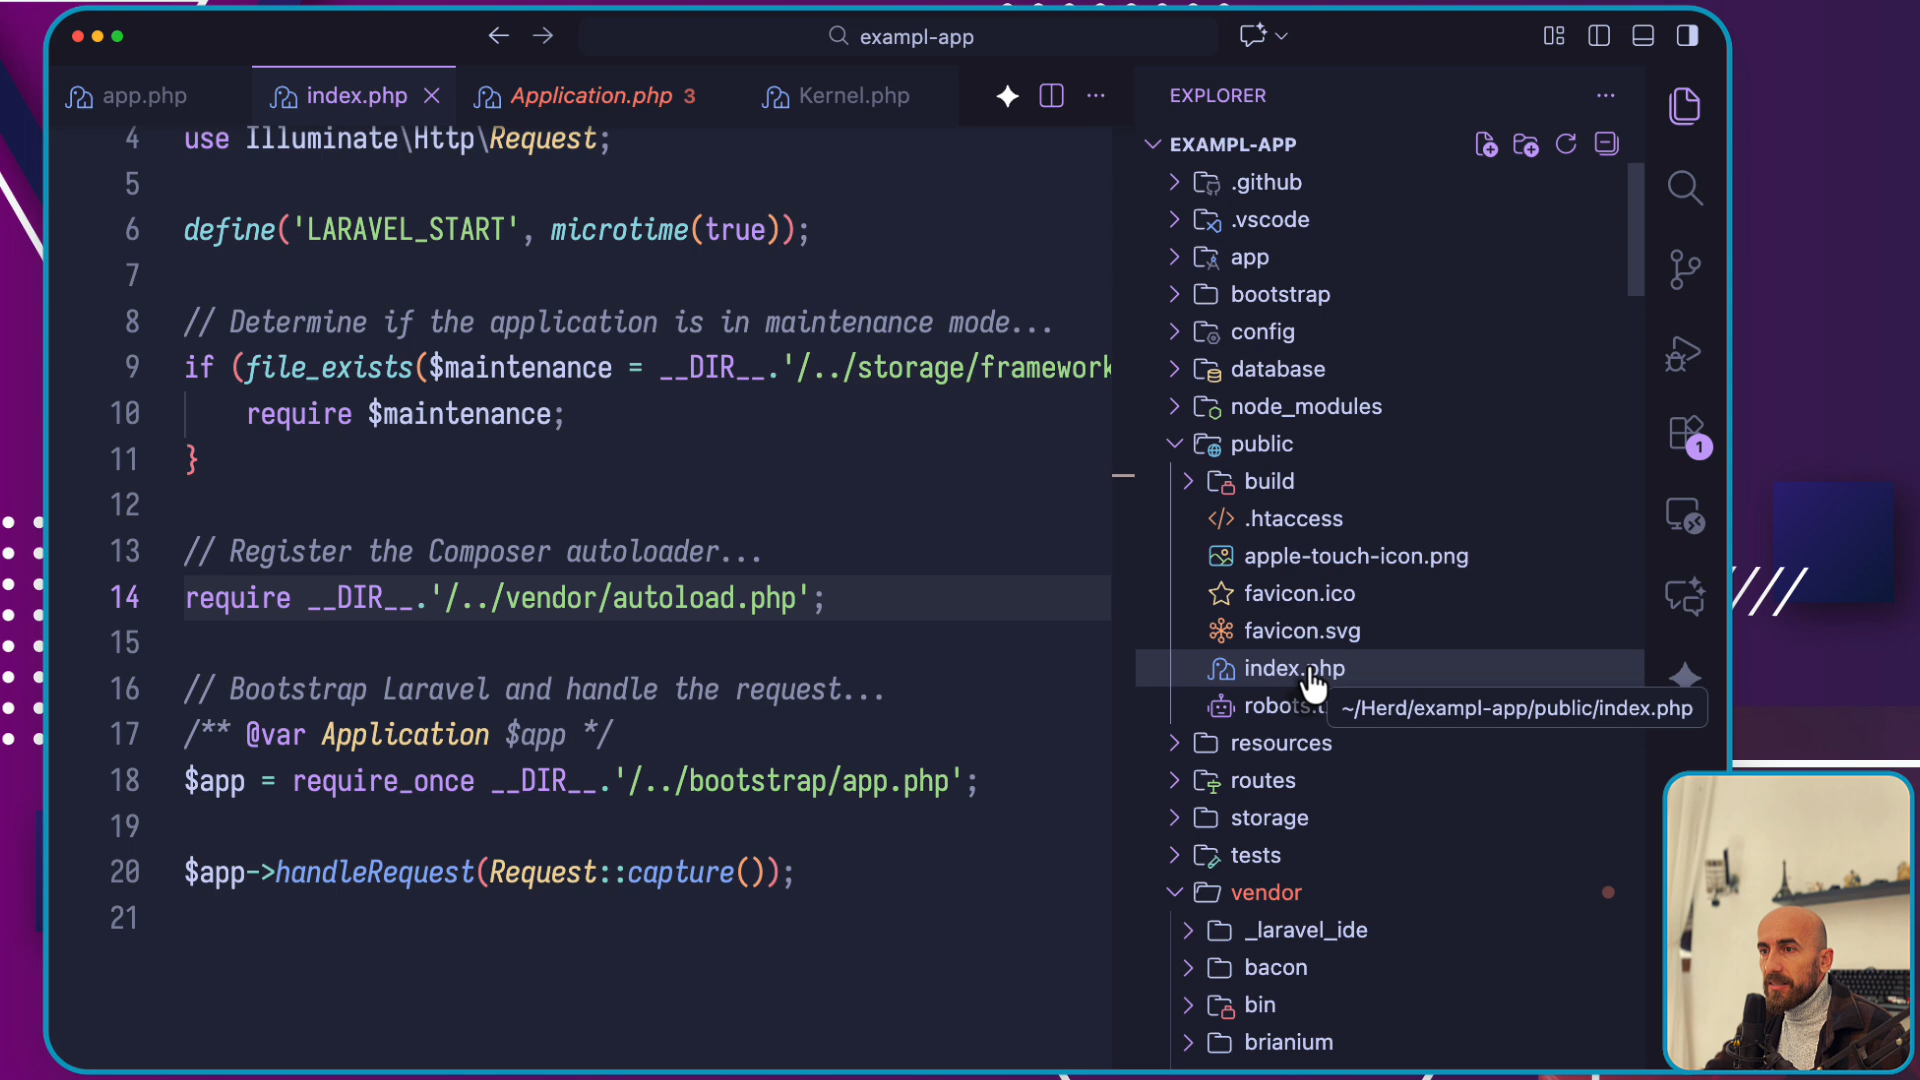 exampl-app
app.php
index.php
Application.php 3
Kernel.php
4 use Illuminate\Http\Request;
5
6 define('LARAVEL_START', microtime(true));
7
8 // Determine if the application is in maintenance mode...
9 if (file_exists($maintenance = __DIR__.'/../storage/framework
10 require $maintenance;
11 }
12
13 // Register the Composer autoloader...
14 require __DIR__.'/../vendor/autoload.php';
15
16 // Bootstrap Laravel and handle the request...
17 /** @var Application $app */
18 $app = require_once __DIR__.'/../bootstrap/app.php';
19
20 $app->handleRequest(Request::capture());
21
EXPLORER
EXAMPL-APP
.github
.vscode
app
bootstrap
config
database
node_modules
public
build
.htaccess
apple-touch-icon.png
favicon.ico
favicon.svg
index.php
robots.t
~/Herd/exampl-app/public/index.php
resources
routes
storage
tests
vendor
_laravel_ide
bacon
bin
brianium
1